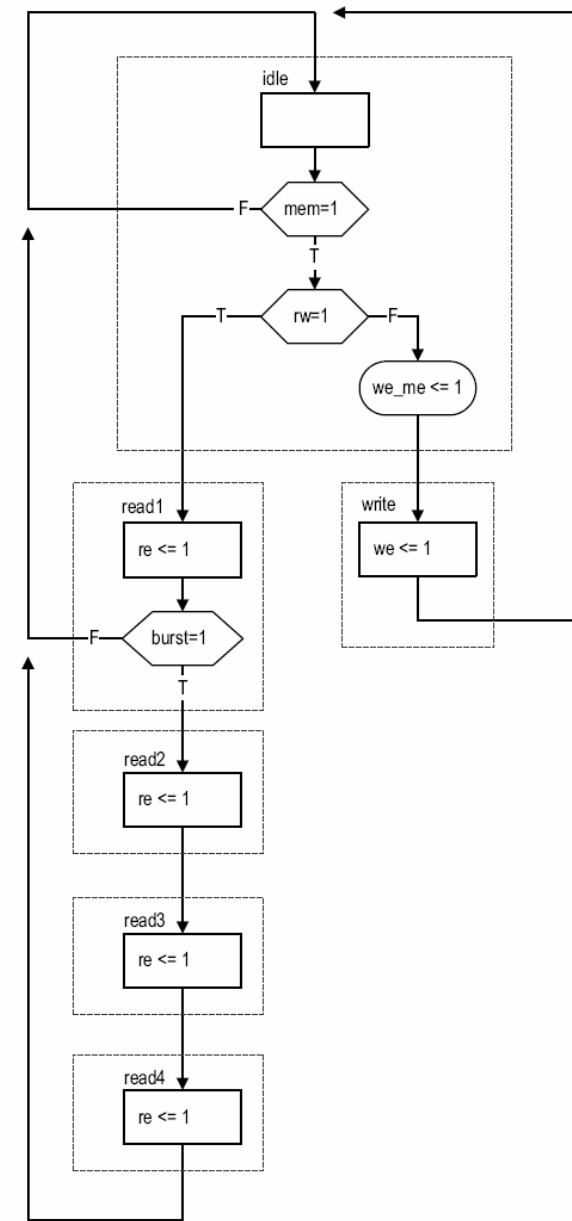 idle
F
mem=1
T
T
rw=1
F
we_me <= 1
read1
write
re <= 1
we <= 1
F
burst=1
T
read2
re <= 1
read3
re <= 1
read4
re <= 1